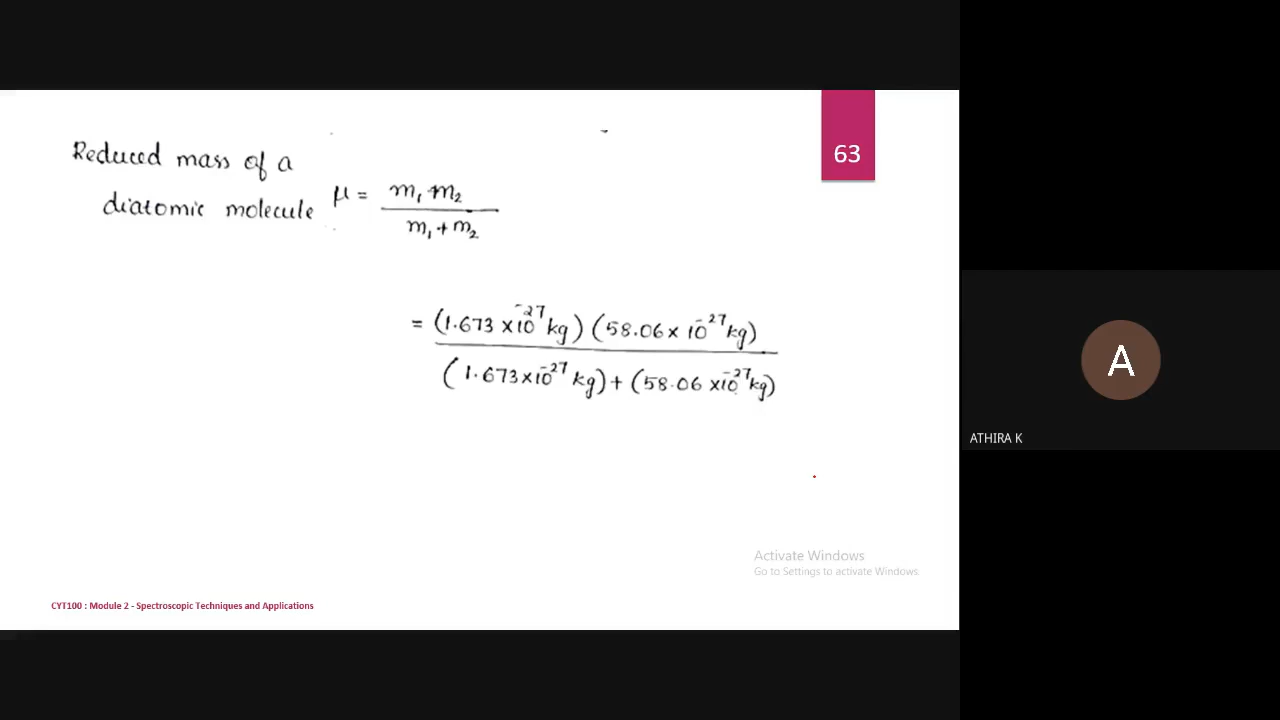 63
Reduced mass of a
diatomic molecule μ = m₁ m₂ / m₁ + m₂
= (1.673 × 10⁻²⁷ kg) (58.06 × 10⁻²⁷ kg)
(1.673 × 10⁻²⁷ kg) + (58.06 × 10⁻²⁷ kg)
A
ATHIRA K
Activate Windows
Go to Settings to activate Windows.
CYT100 : Module 2 - Spectroscopic Techniques and Applications